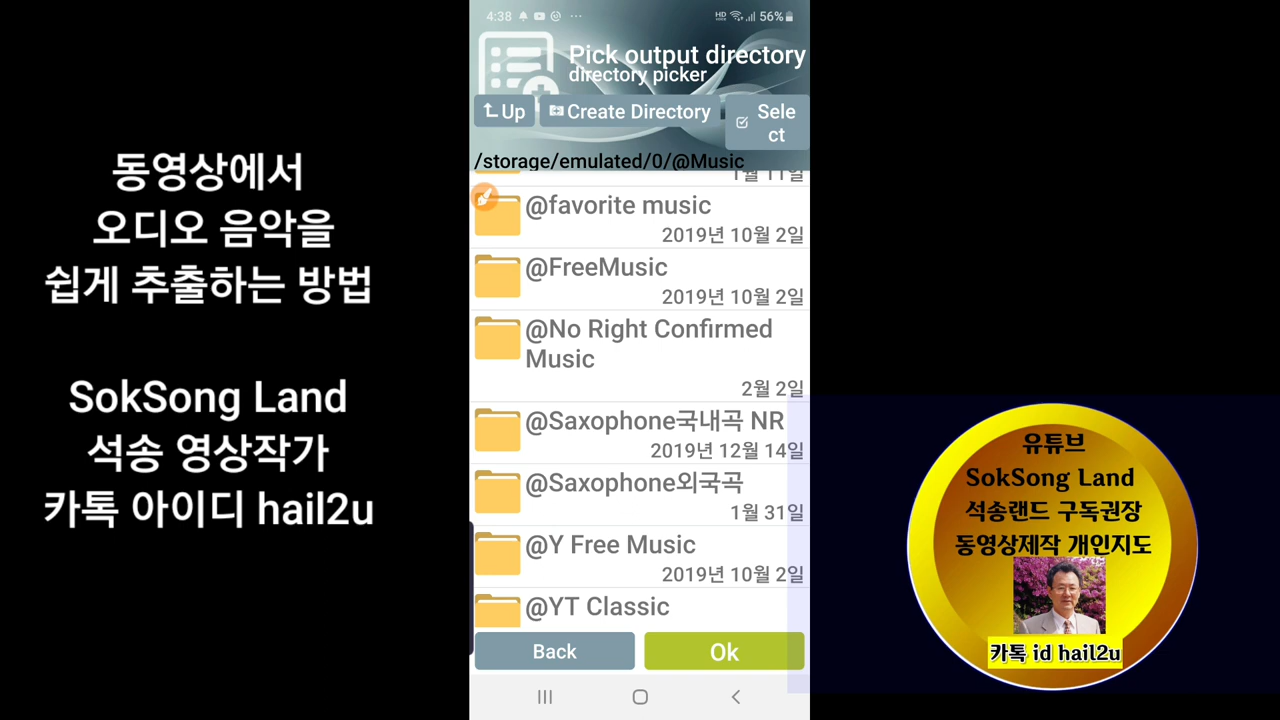 동영상에서
오디오 음악을
쉽게 추출하는 방법
SokSong Land
석송 영상작가
카톡 아이디 hail2u
4:38
56%
Pick output directory
directory picker
Up
Create Directory
Sele
ct
/storage/emulated/0/@Music
1월 11일
@favorite music
2019년 10월 2일
@FreeMusic
2019년 10월 2일
@No Right Confirmed
Music
2월 2일
@Saxophone국내곡 NR
2019년 12월 14일
@Saxophone외국곡
1월 31일
@Y Free Music
2019년 10월 2일
@YT Classic
Back
Ok
유튜브
SokSong Land
석송랜드 구독권장
동영상제작 개인지도
카톡 id hail2u